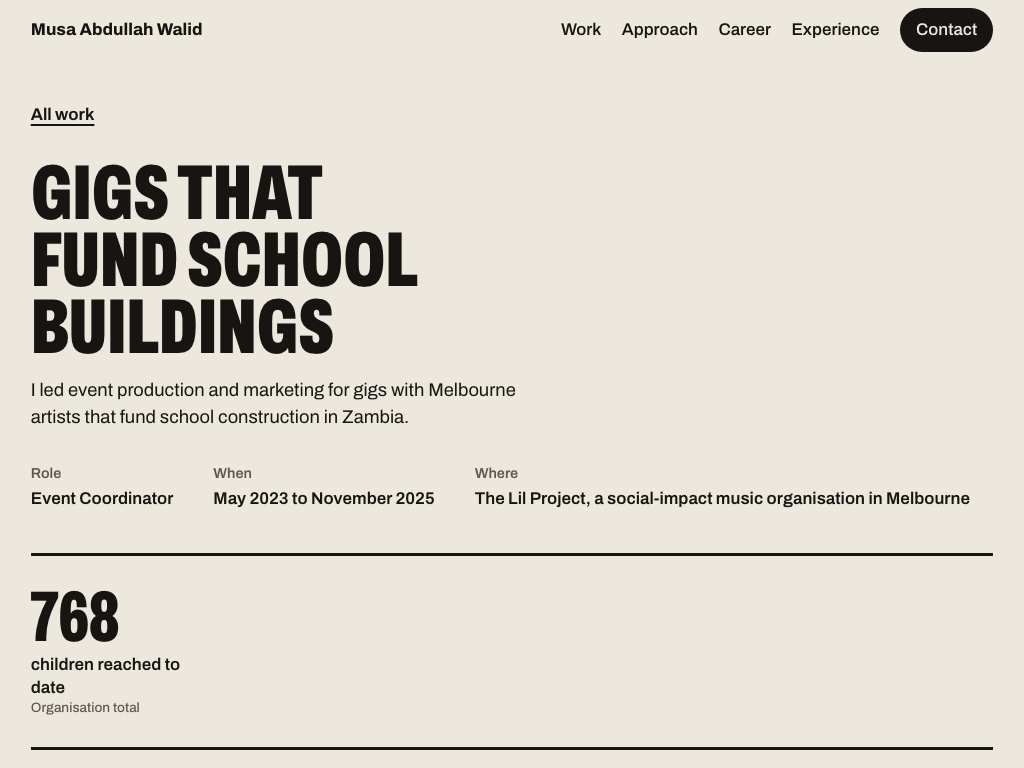 Musa Abdullah Walid
Work Approach Career Experience Contact
All work
GIGS THAT
FUND SCHOOL
BUILDINGS
I led event production and marketing for gigs with Melbourne
artists that fund school construction in Zambia.
Role When Where
Event Coordinator May 2023 to November 2025 The Lil Project, a social-impact music organisation in Melbourne
768
children reached to
date
Organisation total